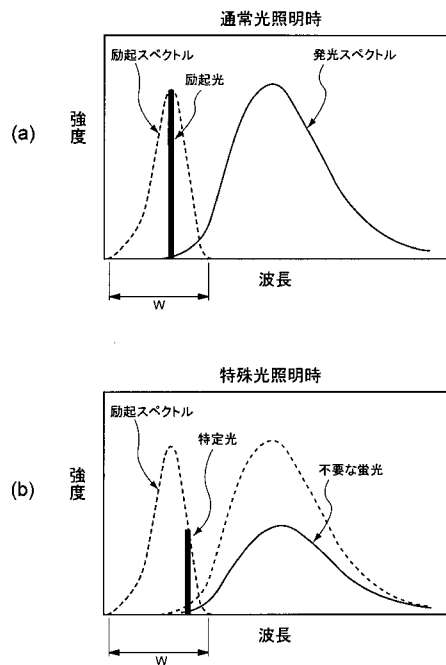 通常光照明時
励起スペクトル
励起光
発光スペクトル
(a)
強度
W
波長
特殊光照明時
励起スペクトル
特定光
不要な蛍光
(b)
強度
W
波長